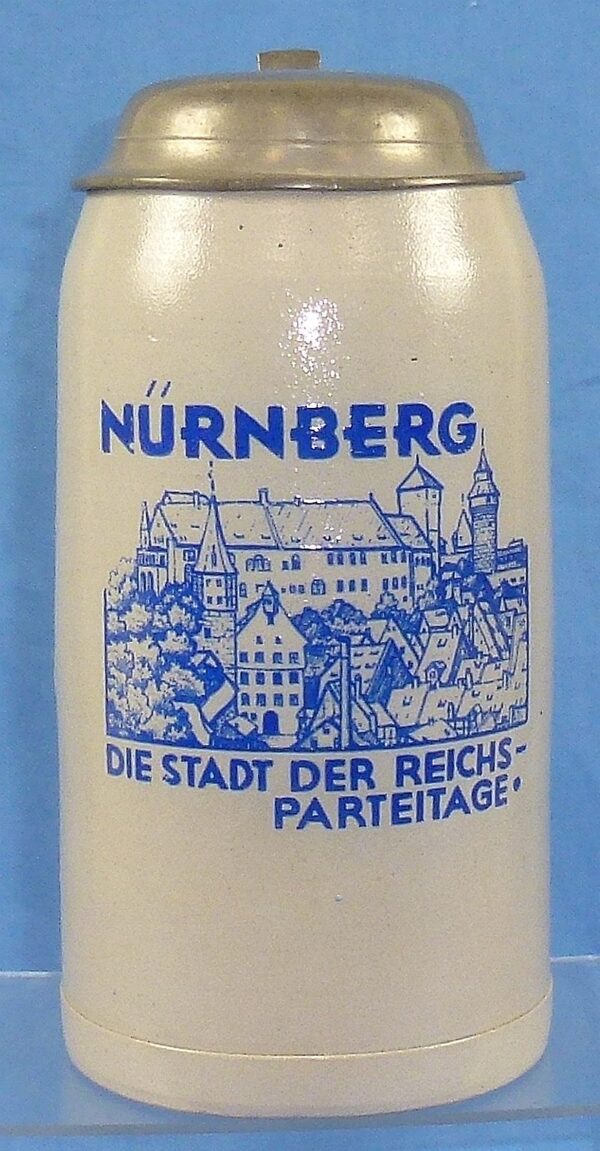 NÜRNBERG
DIE STADT DER REICHS-
PARTEITAGE.